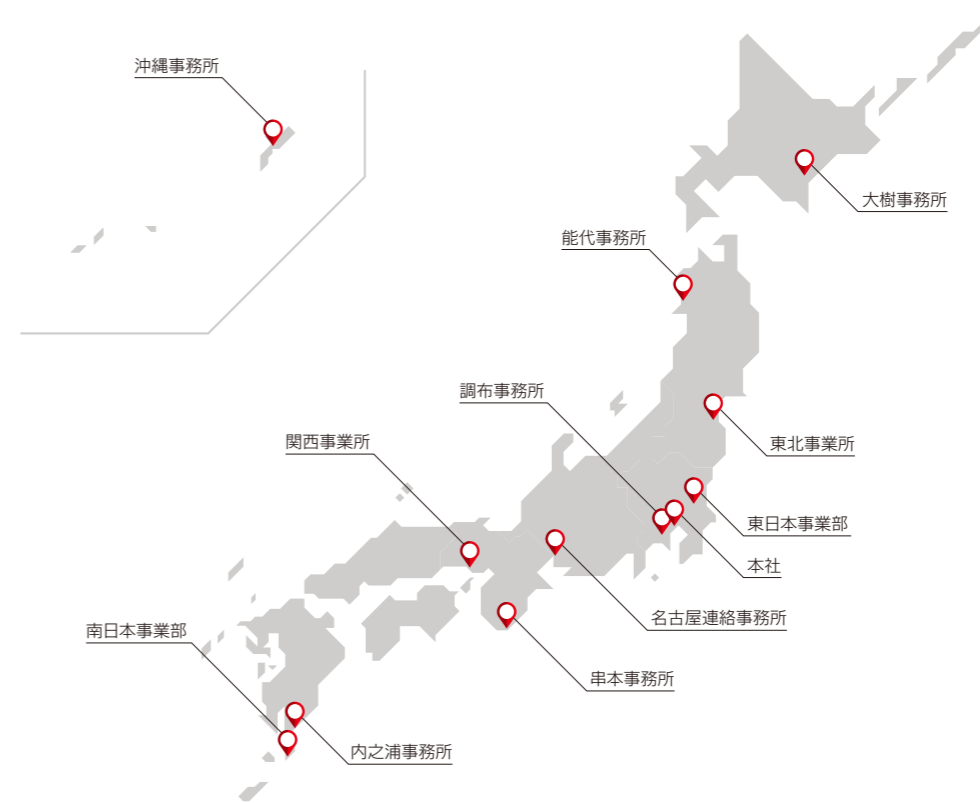 沖縄事務所
大樹事務所
能代事務所
調布事務所
関西事業所
東北事業所
東日本事業部
本社
名古屋連絡事務所
南日本事業部
串本事務所
内之浦事務所